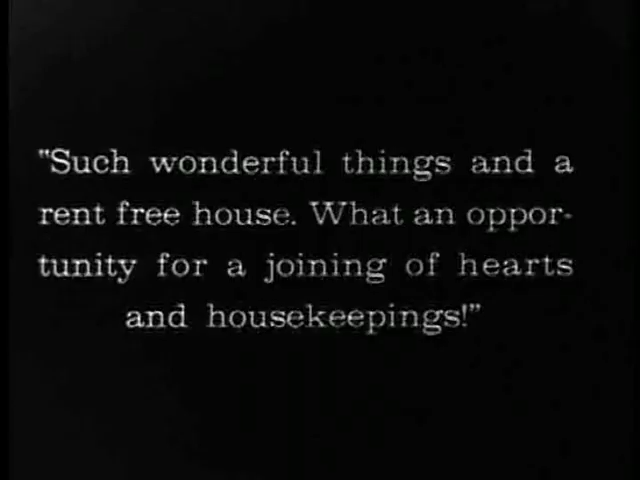 "Such wonderful things and a
rent free house. What an oppor-
tunity for a joining of hearts
and housekeepings!"